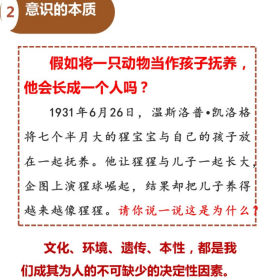 2 意识的本质
假如将一只动物当作孩子抚养，
他会长成一个人吗？
1931年6月26日，温斯洛普•凯洛格
将七个半月大的猩宝宝与自己的孩子放
在一起抚养。他让猩猩与儿子一起长大，
企图上演猩球崛起，结果却把儿子养得
越来越像猩猩。请你说一说这是为什么？
文化、环境、遗传、本性，都是我
们成其为人的不可缺少的决定性因素。